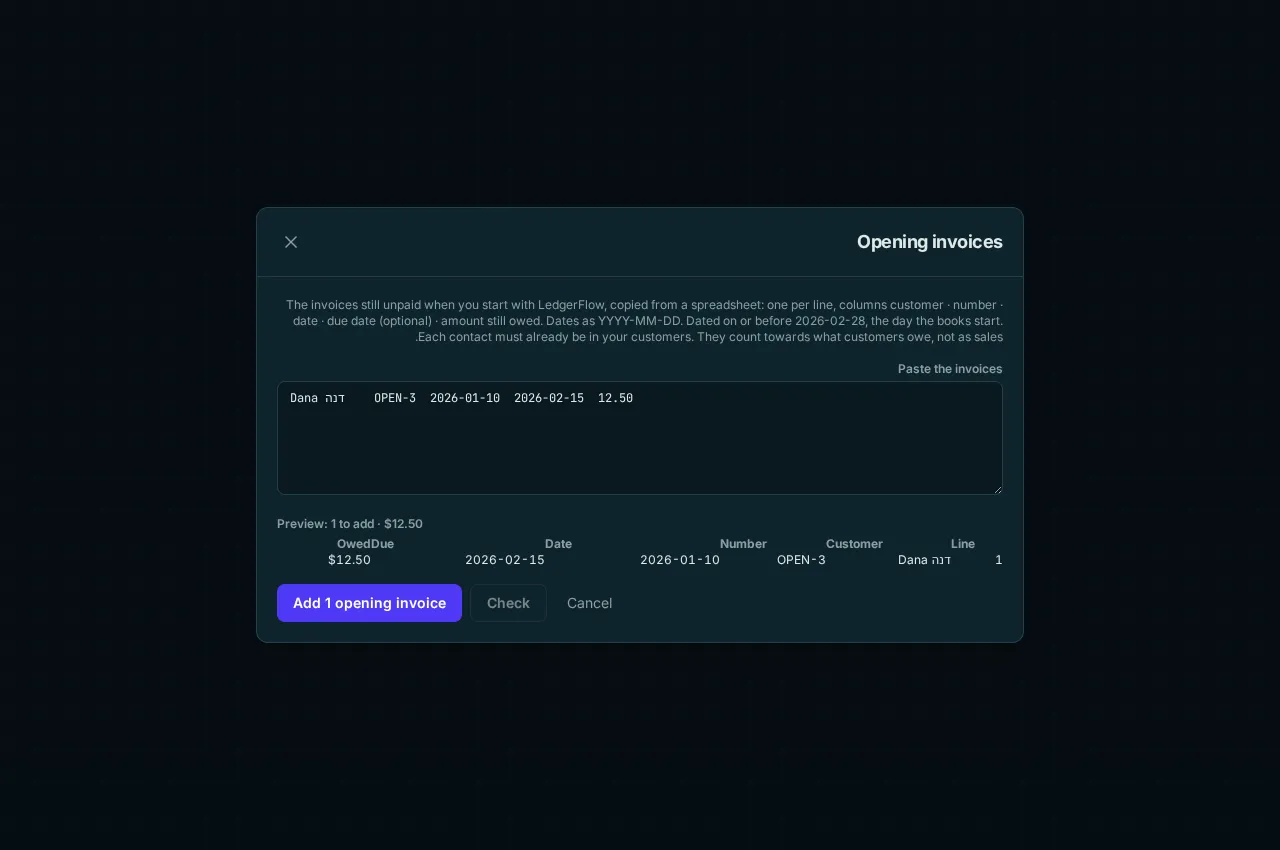 Opening invoices
The invoices still unpaid when you start with LedgerFlow, copied from a spreadsheet: one per line, columns customer · number ·
date · due date (optional) · amount still owed. Dates as YYYY-MM-DD. Dated on or before 2026-02-28, the day the books start.
.Each contact must already be in your customers. They count towards what customers owe, not as sales
Paste the invoices
Dana דנה OPEN-3 2026-01-10 2026-02-15 12.50
Preview: 1 to add · $12.50
Line Customer Number Date Due Owed
1 Dana דנה OPEN-3 2026-01-10 2026-02-15 $12.50
Add 1 opening invoice Check Cancel